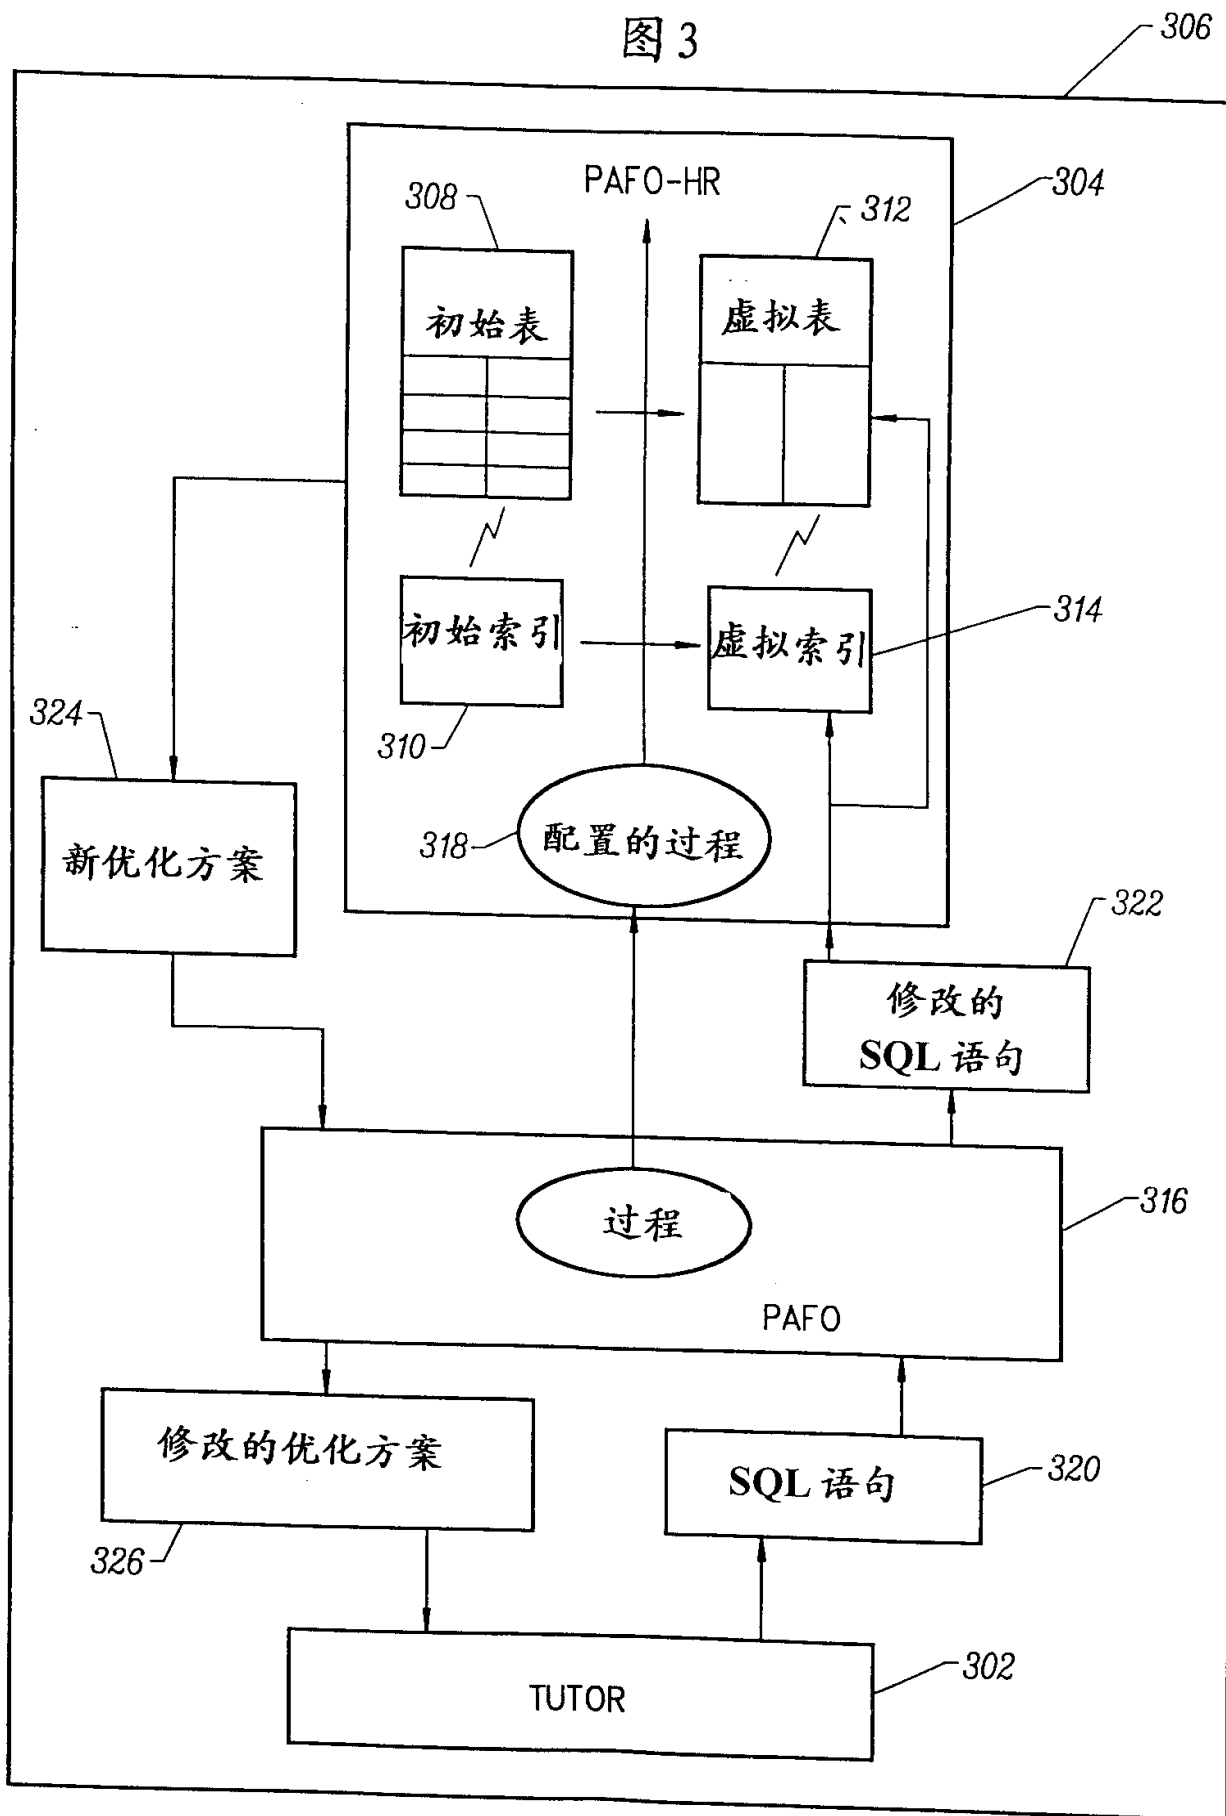 图 3
306
PAFO-HR
304
308
312
初始表
虚拟表
初始索引
虚拟索引
314
310
324
新优化方案
318
配置的过程
322
修改的
SQL 语句
过程
316
PAFO
修改的优化方案
SQL 语句
320
326
TUTOR
302